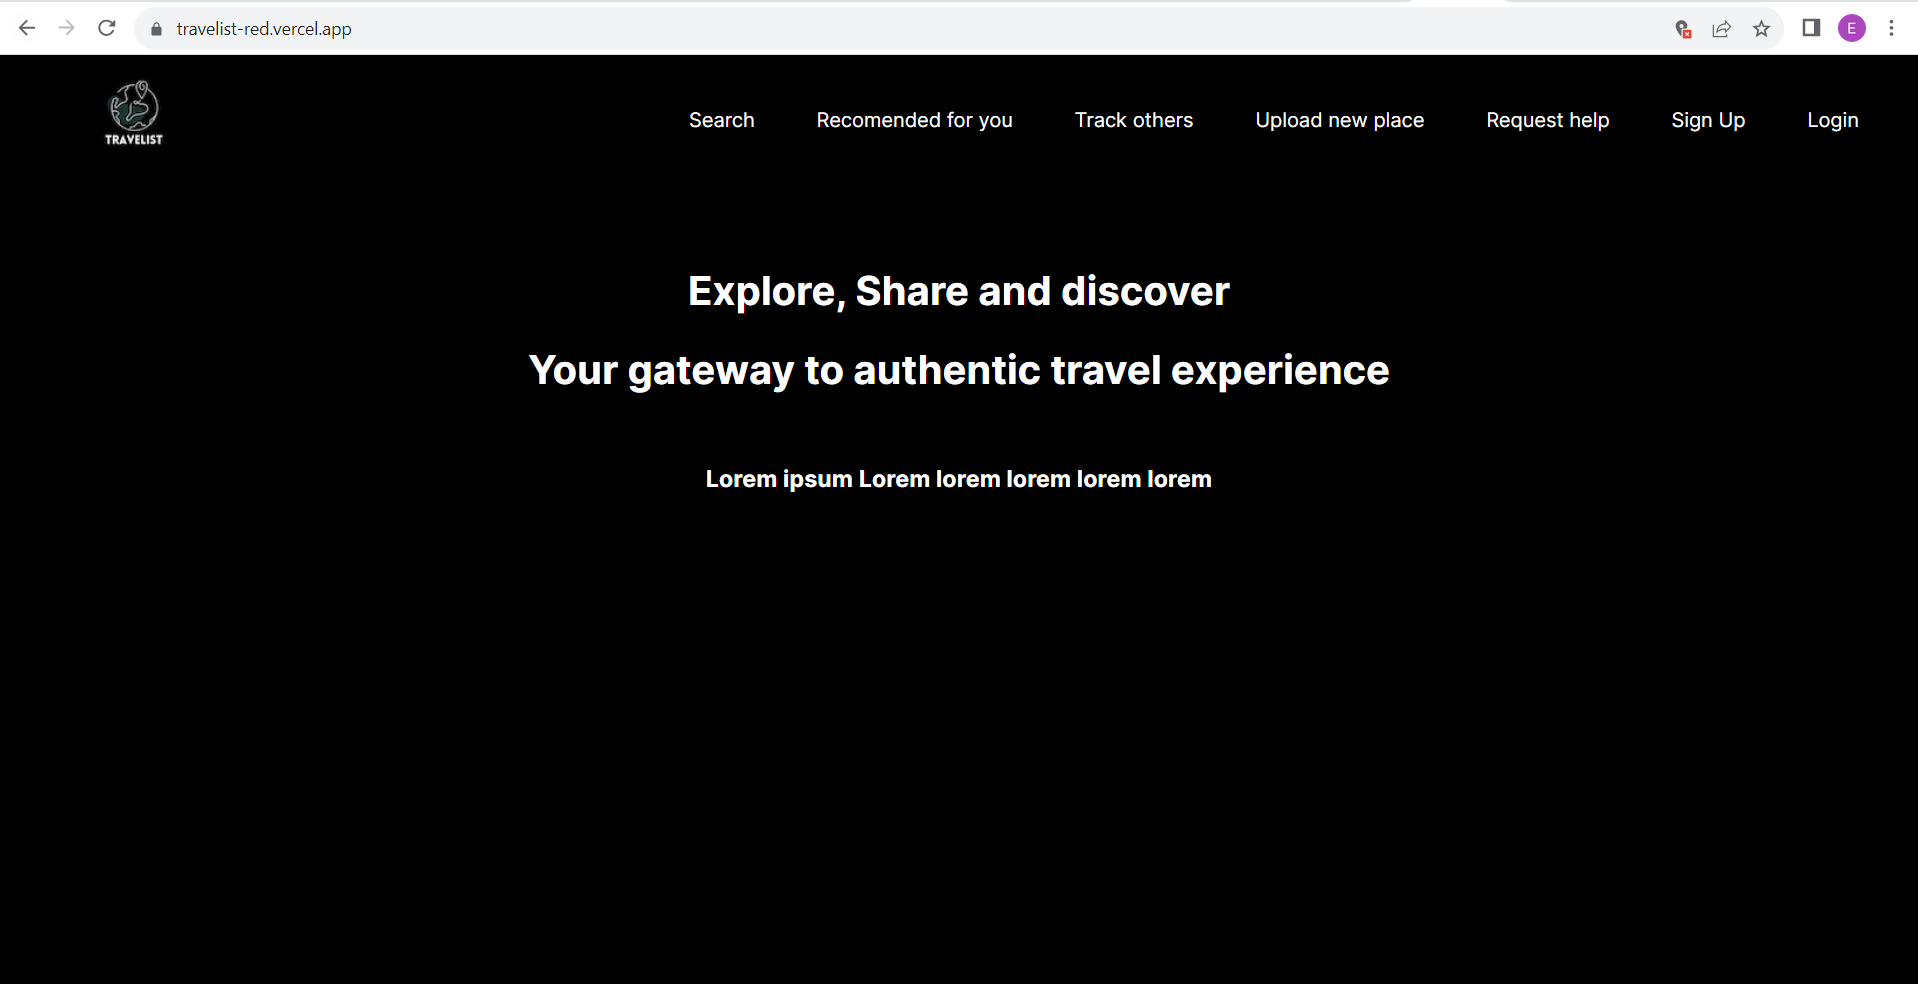 travelist-red.vercel.app
E
TRAVELIST
Search Recomended for you Track others Upload new place Request help Sign Up Login
Explore, Share and discover
Your gateway to authentic travel experience
Lorem ipsum Lorem lorem lorem lorem lorem